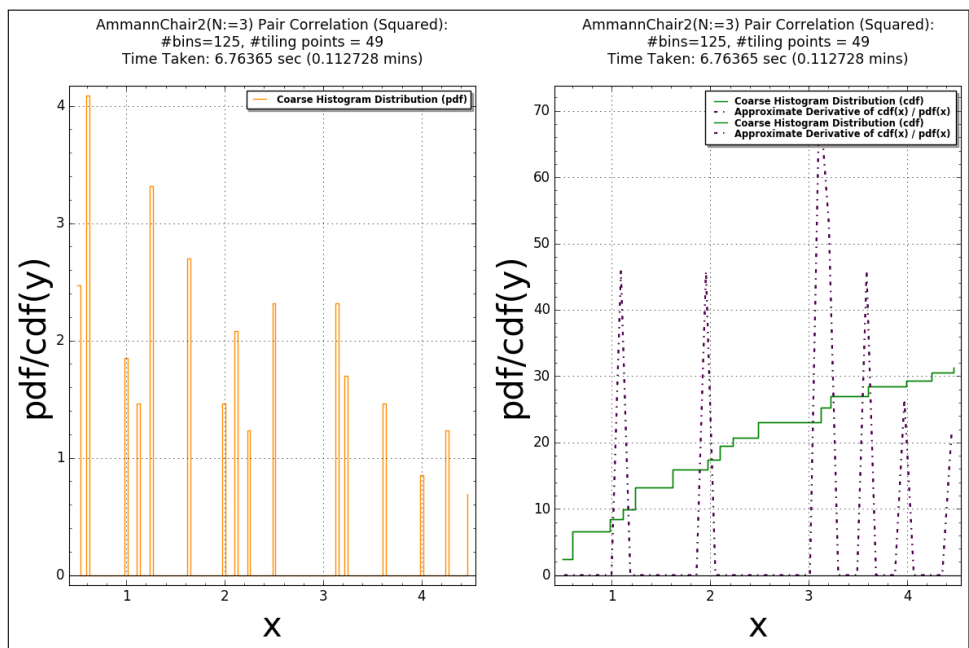 AmmannChair2(N:=3) Pair Correlation (Squared):
#bins=125, #tiling points = 49
Time Taken: 6.76365 sec (0.112728 mins)
Coarse Histogram Distribution (pdf)
pdf/cdf(y)
4
3
2
1
0
1
2
3
4
x
AmmannChair2(N:=3) Pair Correlation (Squared):
#bins=125, #tiling points = 49
Time Taken: 6.76365 sec (0.112728 mins)
Coarse Histogram Distribution (cdf)
Approximate Derivative of cdf(x) / pdf(x)
Coarse Histogram Distribution (cdf)
Approximate Derivative of cdf(x) / pdf(x)
pdf/cdf(y)
70
60
50
40
30
20
10
0
1
2
3
4
x